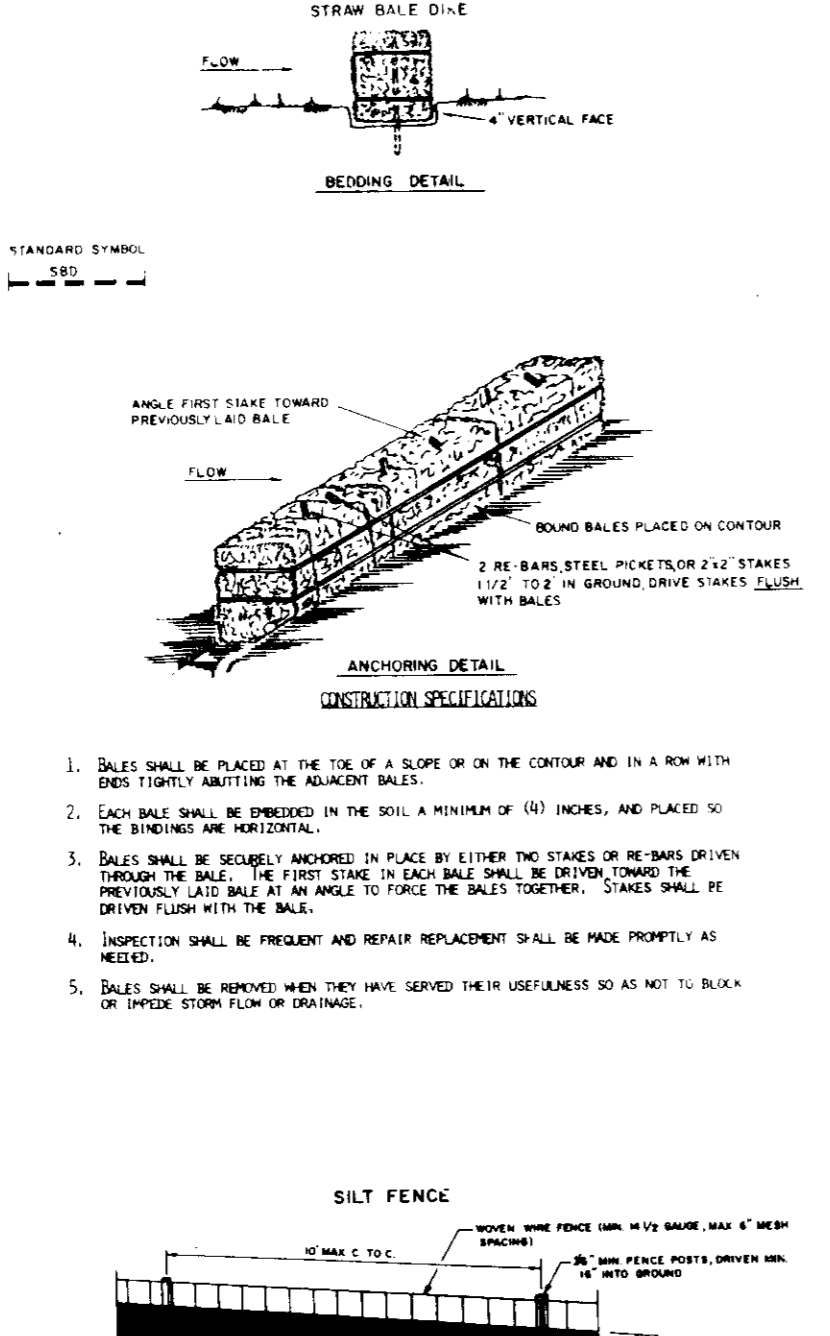 STRAW BALE DIKE
FLOW
4" VERTICAL FACE
BEDDING DETAIL
STANDARD SYMBOL
SBD
ANGLE FIRST STAKE TOWARD
PREVIOUSLY LAID BALE
FLOW
BOUND BALES PLACED ON CONTOUR
2 RE-BARS, STEEL PICKETS, OR 2"x2" STAKES
1 1/2' TO 2' IN GROUND, DRIVE STAKES FLUSH
WITH BALES
ANCHORING DETAIL
CONSTRUCTION SPECIFICATIONS
1. BALES SHALL BE PLACED AT THE TOE OF A SLOPE OR ON THE CONTOUR AND IN A ROW WITH
ENDS TIGHTLY ABUTTING THE ADJACENT BALES.
2. EACH BALE SHALL BE EMBEDDED IN THE SOIL A MINIMUM OF (4) INCHES, AND PLACED SO
THE BINDINGS ARE HORIZONTAL.
3. BALES SHALL BE SECURELY ANCHORED IN PLACE BY EITHER TWO STAKES OR RE-BARS DRIVEN
THROUGH THE BALE. THE FIRST STAKE IN EACH BALE SHALL BE DRIVEN TOWARD THE
PREVIOUSLY LAID BALE AT AN ANGLE TO FORCE THE BALES TOGETHER. STAKES SHALL BE
DRIVEN FLUSH WITH THE BALE.
4. INSPECTION SHALL BE FREQUENT AND REPAIR REPLACEMENT SHALL BE MADE PROMPTLY AS
NEEDED.
5. BALES SHALL BE REMOVED WHEN THEY HAVE SERVED THEIR USEFULNESS SO AS NOT TO BLOCK
OR IMPEDE STORM FLOW OR DRAINAGE.
SILT FENCE
WOVEN WIRE FENCE (MIN. 14 1/2 GAUGE, MAX 6" MESH
SPACING)
10' MAX C. TO C.
MIN. FENCE POSTS, DRIVEN MIN.
16" INTO GROUND